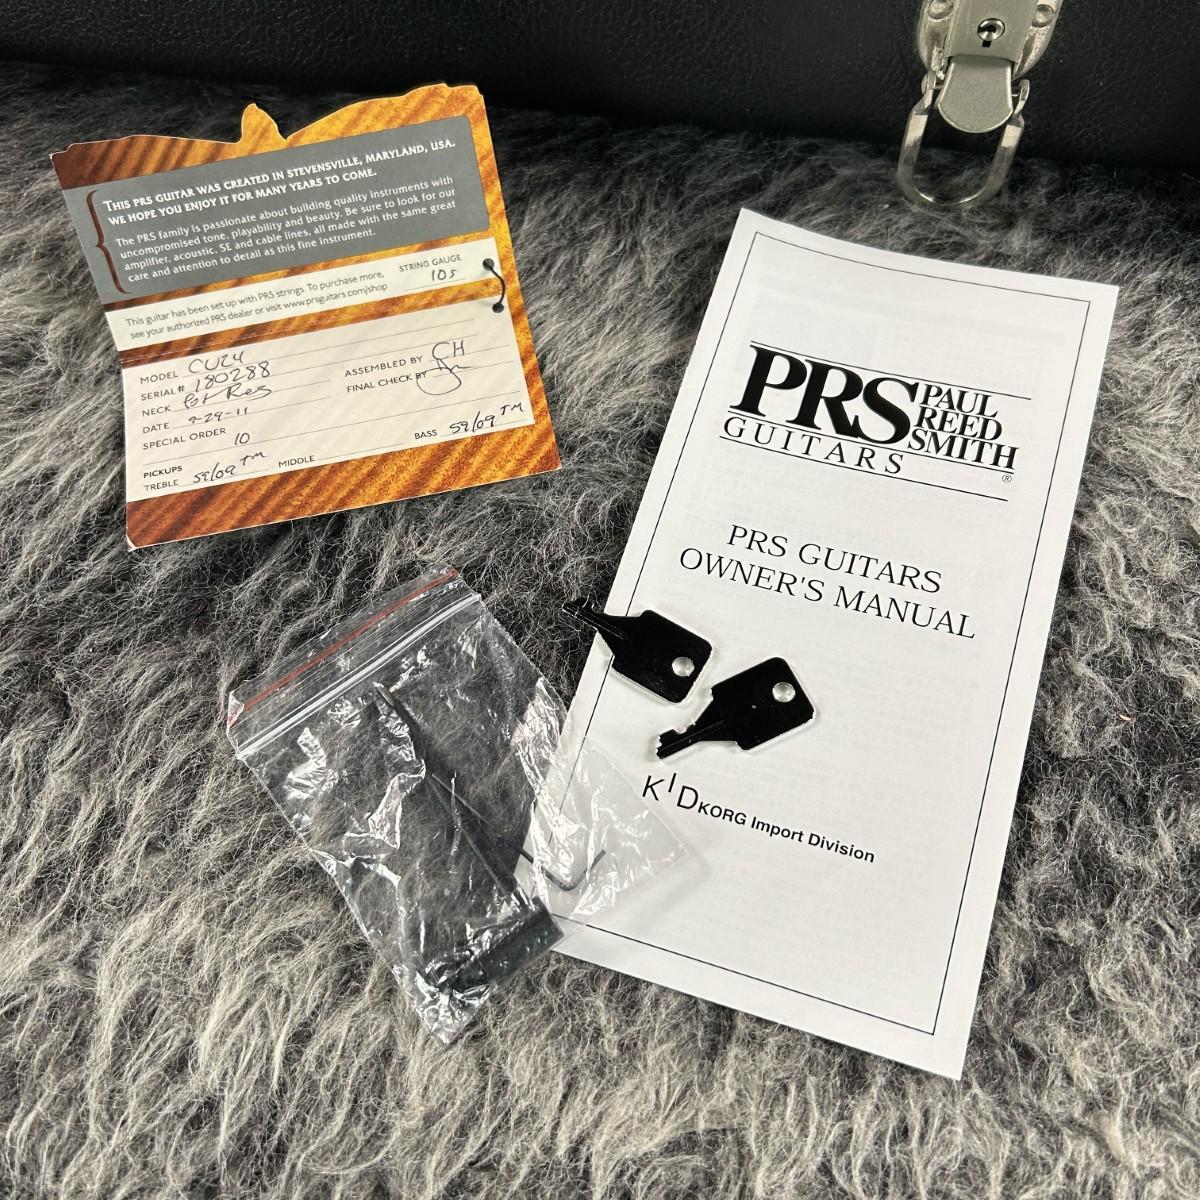 THIS PRS GUITAR WAS CREATED IN STEVENSVILLE, MARYLAND, USA.
WE HOPE YOU ENJOY IT FOR MANY YEARS TO COME.
The PRS family is passionate about building quality instruments with
uncompromised tone, playability and beauty. Be sure to look for our
amplifier, acoustic, SE and cable lines, all made with the same great
care and attention to detail as this fine instrument.
This guitar has been set up with PRS strings. To purchase more,
see your authorized PRS dealer or visit www.prsguitars.com/shop
STRING GAUGE
10s
MODEL CU24
SERIAL# 180288
NECK Pat Reg
DATE 9-29-11
SPECIAL ORDER 10
ASSEMBLED BY CH
FINAL CHECK BY
PICKUPS
TREBLE 59/09 TM
MIDDLE
BASS 59/09 TM
PRS PAUL
REED
SMITH
GUITARS
®
PRS GUITARS
OWNER'S MANUAL
KID KORG Import Division